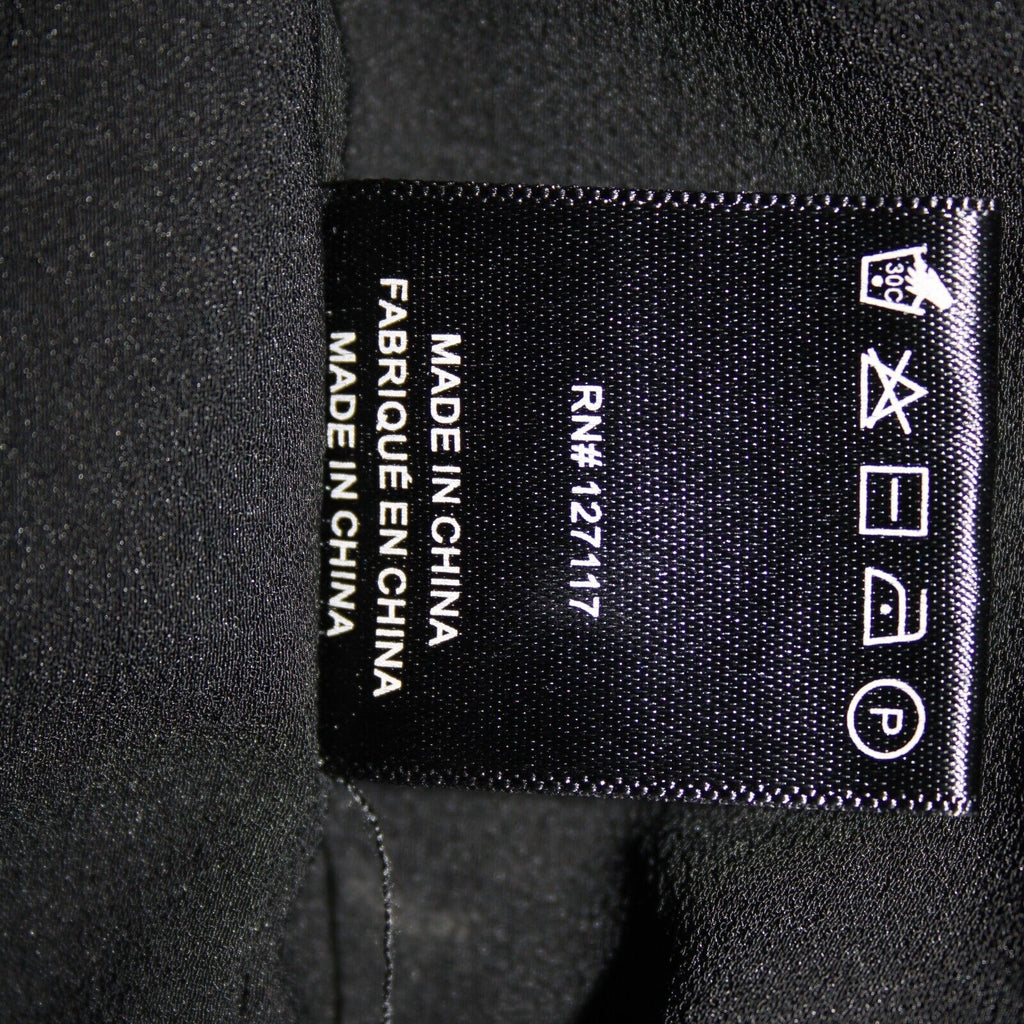 30C P
RN# 127117
MADE IN CHINA
FABRIQUÉ EN CHINA
MADE IN CHINA